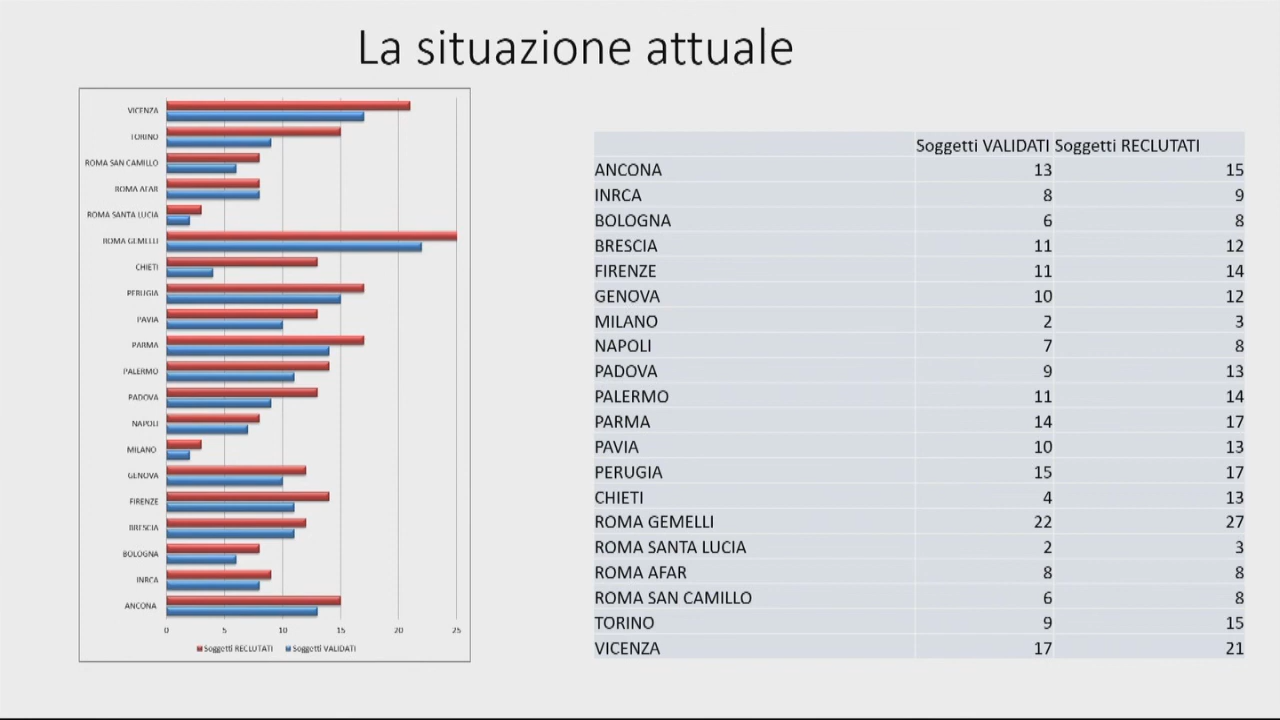 La situazione attuale
VICENZA
TORINO
ROMA SAN CAMILLO
ROMA AFAR
ROMA SANTA LUCIA
ROMA GEMELLI
CHIETI
PERUGIA
PAVIA
PARMA
PALERMO
PADOVA
NAPOLI
MILANO
GENOVA
FIRENZE
BRESCIA
BOLOGNA
INRCA
ANCONA
0 5 10 15 20 25
Soggetti RECLUTATI Soggetti VALIDATI
Soggetti VALIDATI Soggetti RECLUTATI
ANCONA 13 15
INRCA 8 9
BOLOGNA 6 8
BRESCIA 11 12
FIRENZE 11 14
GENOVA 10 12
MILANO 2 3
NAPOLI 7 8
PADOVA 9 13
PALERMO 11 14
PARMA 14 17
PAVIA 10 13
PERUGIA 15 17
CHIETI 4 13
ROMA GEMELLI 22 27
ROMA SANTA LUCIA 2 3
ROMA AFAR 8 8
ROMA SAN CAMILLO 6 8
TORINO 9 15
VICENZA 17 21